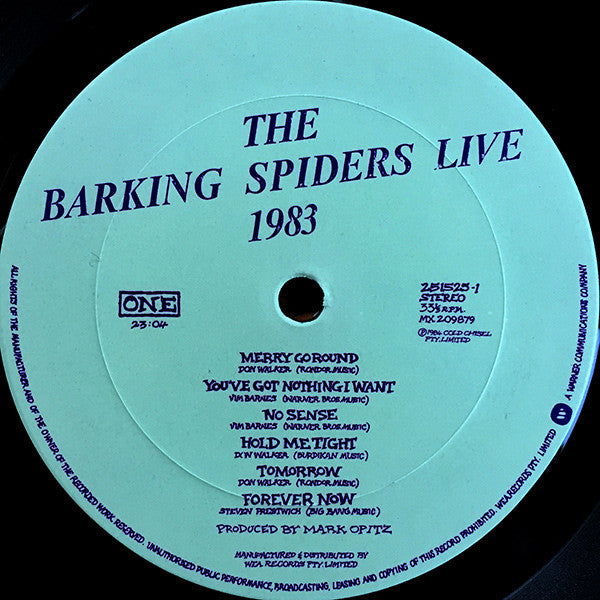 THE
BARKING SPIDERS LIVE
1983
ONE
23:04
251525-1
STEREO
33⅓ R.P.M.
MX 209879
Ⓟ 1984 COLD CHISEL
PTY. LIMITED
MERRY GO ROUND
DON WALKER (RONDOR MUSIC)
YOU'VE GOT NOTHING I WANT
JIM BARNES (WARNER BROS. MUSIC)
NO SENSE
JIM BARNES (WARNER BROS. MUSIC)
HOLD ME TIGHT
DON WALKER (BURDIKAN MUSIC)
TOMORROW
DON WALKER (RONDOR MUSIC)
FOREVER NOW
STEVEN PRESTWICH (BIG BANG MUSIC)
PRODUCED BY MARK OPITZ
MANUFACTURED & DISTRIBUTED BY
WEA RECORDS PTY. LIMITED
ALL RIGHTS OF THE MANUFACTURER AND OF THE OWNER OF THE RECORDED WORK RESERVED. UNAUTHORISED PUBLIC PERFORMANCE, BROADCASTING, LEASING AND COPYING OF THIS RECORD PROHIBITED. WEA RECORDS PTY. LIMITED A WARNER COMMUNICATIONS COMPANY